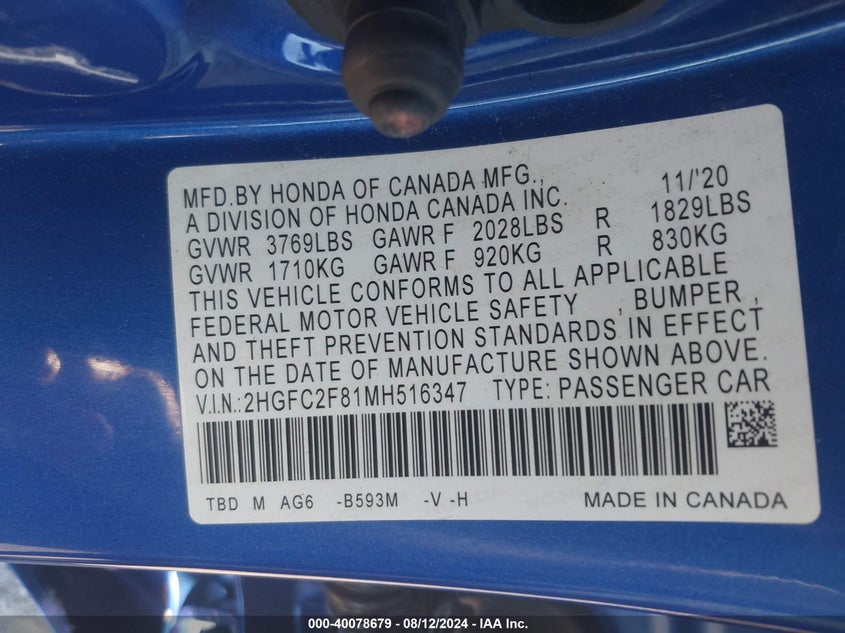 MFD.BY HONDA OF CANADA MFG., 11/'20
A DIVISION OF HONDA CANADA INC.
GVWR 3769LBS GAWR F 2028LBS R 1829LBS
GVWR 1710KG GAWR F 920KG R 830KG
THIS VEHICLE CONFORMS TO ALL APPLICABLE
FEDERAL MOTOR VEHICLE SAFETY , BUMPER ,
AND THEFT PREVENTION STANDARDS IN EFFECT
ON THE DATE OF MANUFACTURE SHOWN ABOVE.
V.I.N.:2HGFC2F81MH516347 TYPE: PASSENGER CAR
TBD M AG6 -B593M -V -H MADE IN CANADA
000-40078679 - 08/12/2024 - IAA Inc.